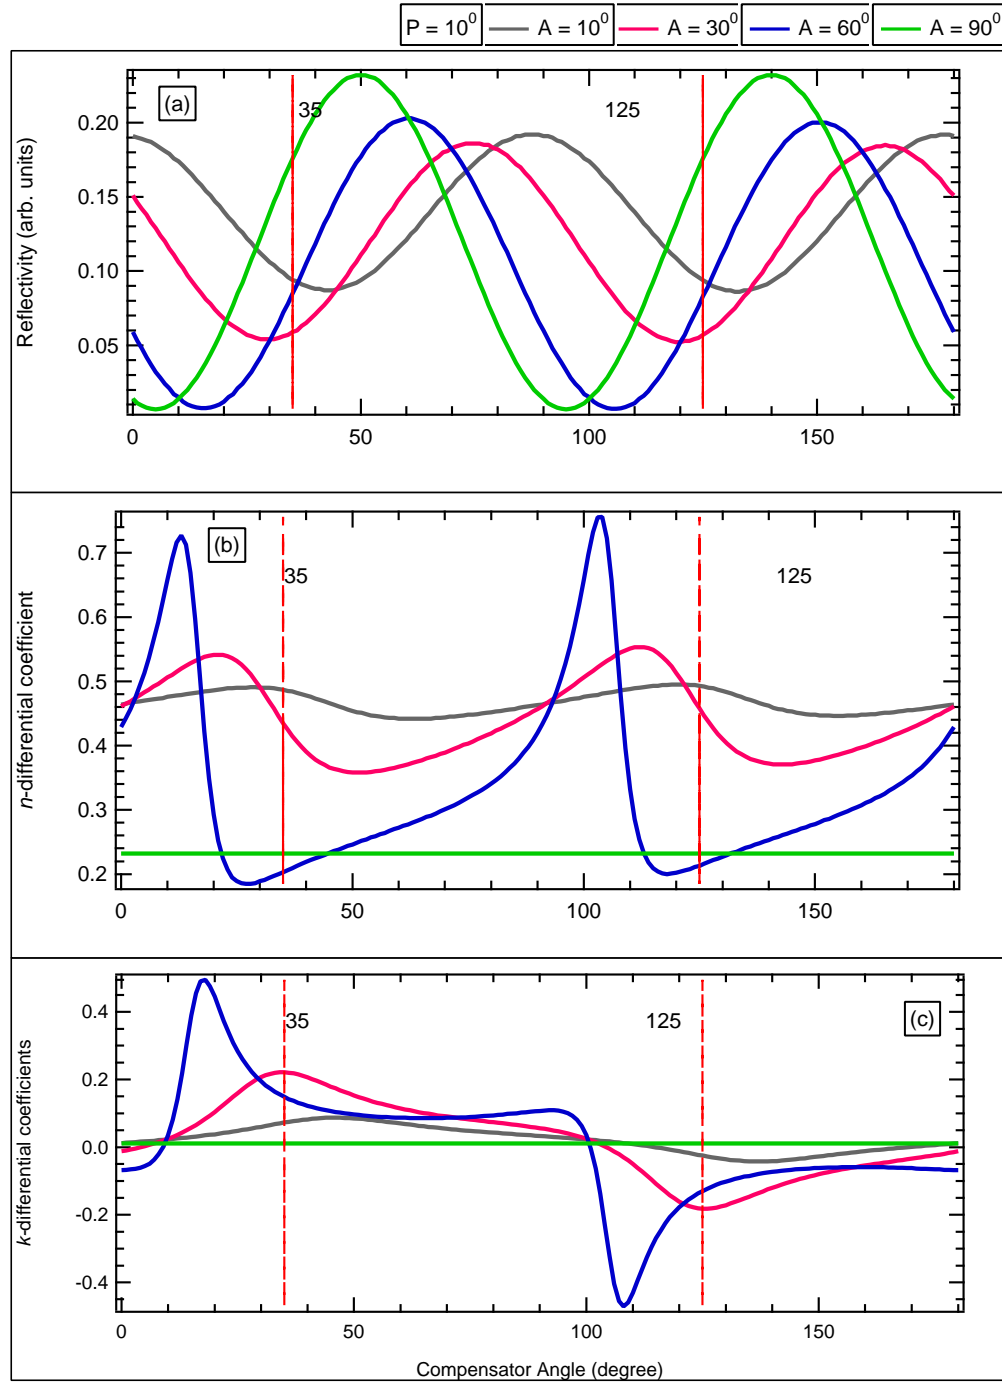 P = 10⁰ A = 10⁰ A = 30⁰ A = 60⁰ A = 90⁰
(a)
35
125
Reflectivity (arb. units)
0.20
0.15
0.10
0.05
0 50 100 150
(b)
35
125
n-differential coefficient
0.7
0.6
0.5
0.4
0.3
0.2
0 50 100 150
(c)
35
125
k-differential coefficients
0.4
0.2
0.0
-0.2
-0.4
0 50 100 150
Compensator Angle (degree)